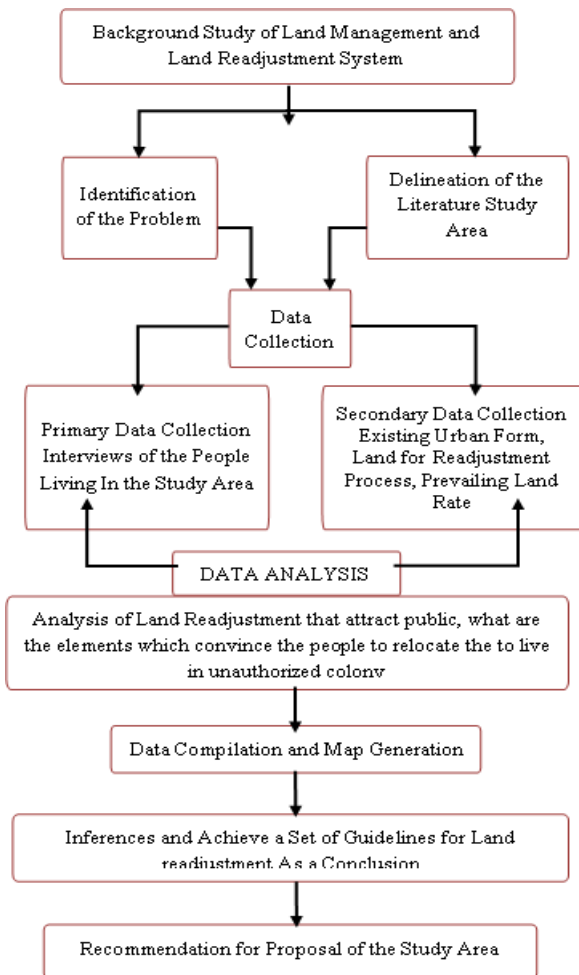 Background Study of Land Management and
Land Readjustment System
Identification
of the Problem
Delineation of the
Literature Study
Area
Data
Collection
Primary Data Collection
Interviews of the People
Living In the Study Area
Secondary Data Collection
Existing Urban Form,
Land for Readjustment
Process, Prevailing Land
Rate
DATA ANALYSIS
Analysis of Land Readjustment that attract public, what are
the elements which convince the people to relocate the to live
in unauthorized colony
Data Compilation and Map Generation
Inferences and Achieve a Set of Guidelines for Land
readjustment As a Conclusion
Recommendation for Proposal of the Study Area